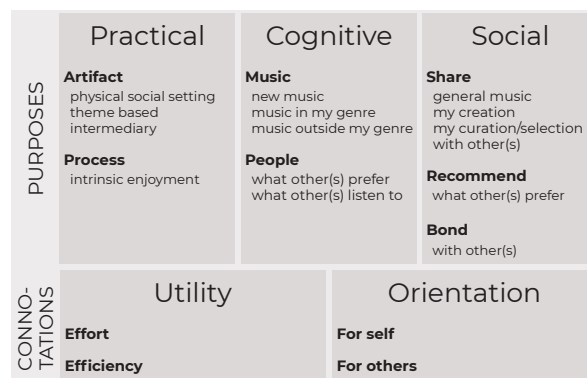 PURPOSES
Practical
Artifact
physical social setting
theme based
intermediary
Process
intrinsic enjoyment
Cognitive
Music
new music
music in my genre
music outside my genre
People
what other(s) prefer
what other(s) listen to
Social
Share
general music
my creation
my curation/selection
with other(s)
Recommend
what other(s) prefer
Bond
with other(s)
CONNO-
TATIONS
Utility
Effort
Efficiency
Orientation
For self
For others